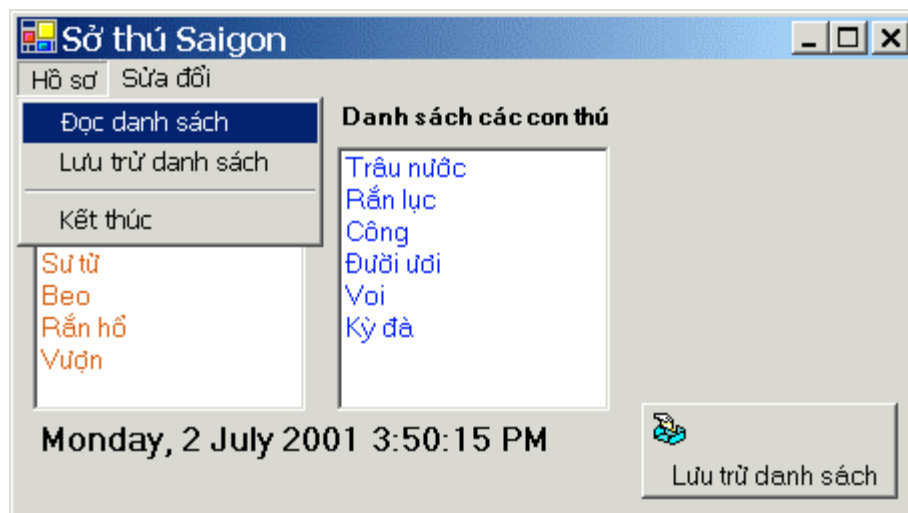 Sở thú Saigon
Hồ sơ Sửa đổi
Đọc danh sách
Lưu trữ danh sách
Kết thúc
Sư tử
Beo
Rắn hổ
Vượn
Danh sách các con thú
Trâu nước
Rắn lục
Công
Đười ươi
Voi
Kỳ đà
Monday, 2 July 2001 3:50:15 PM
Lưu trữ danh sách